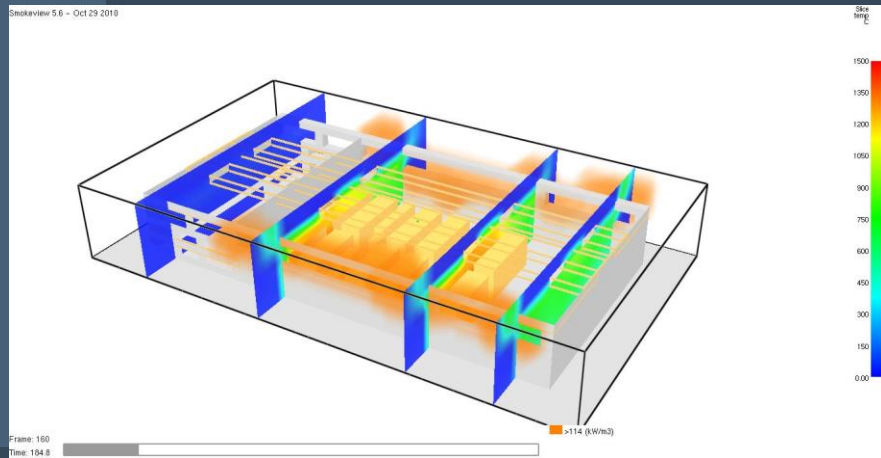 Smokeview 5.6 - Oct 29 2010
Slice
temp
C
1500
1350
1200
1050
900
750
600
450
300
150
0.00
>114 (kW/m3)
Frame: 160
Time: 184.8